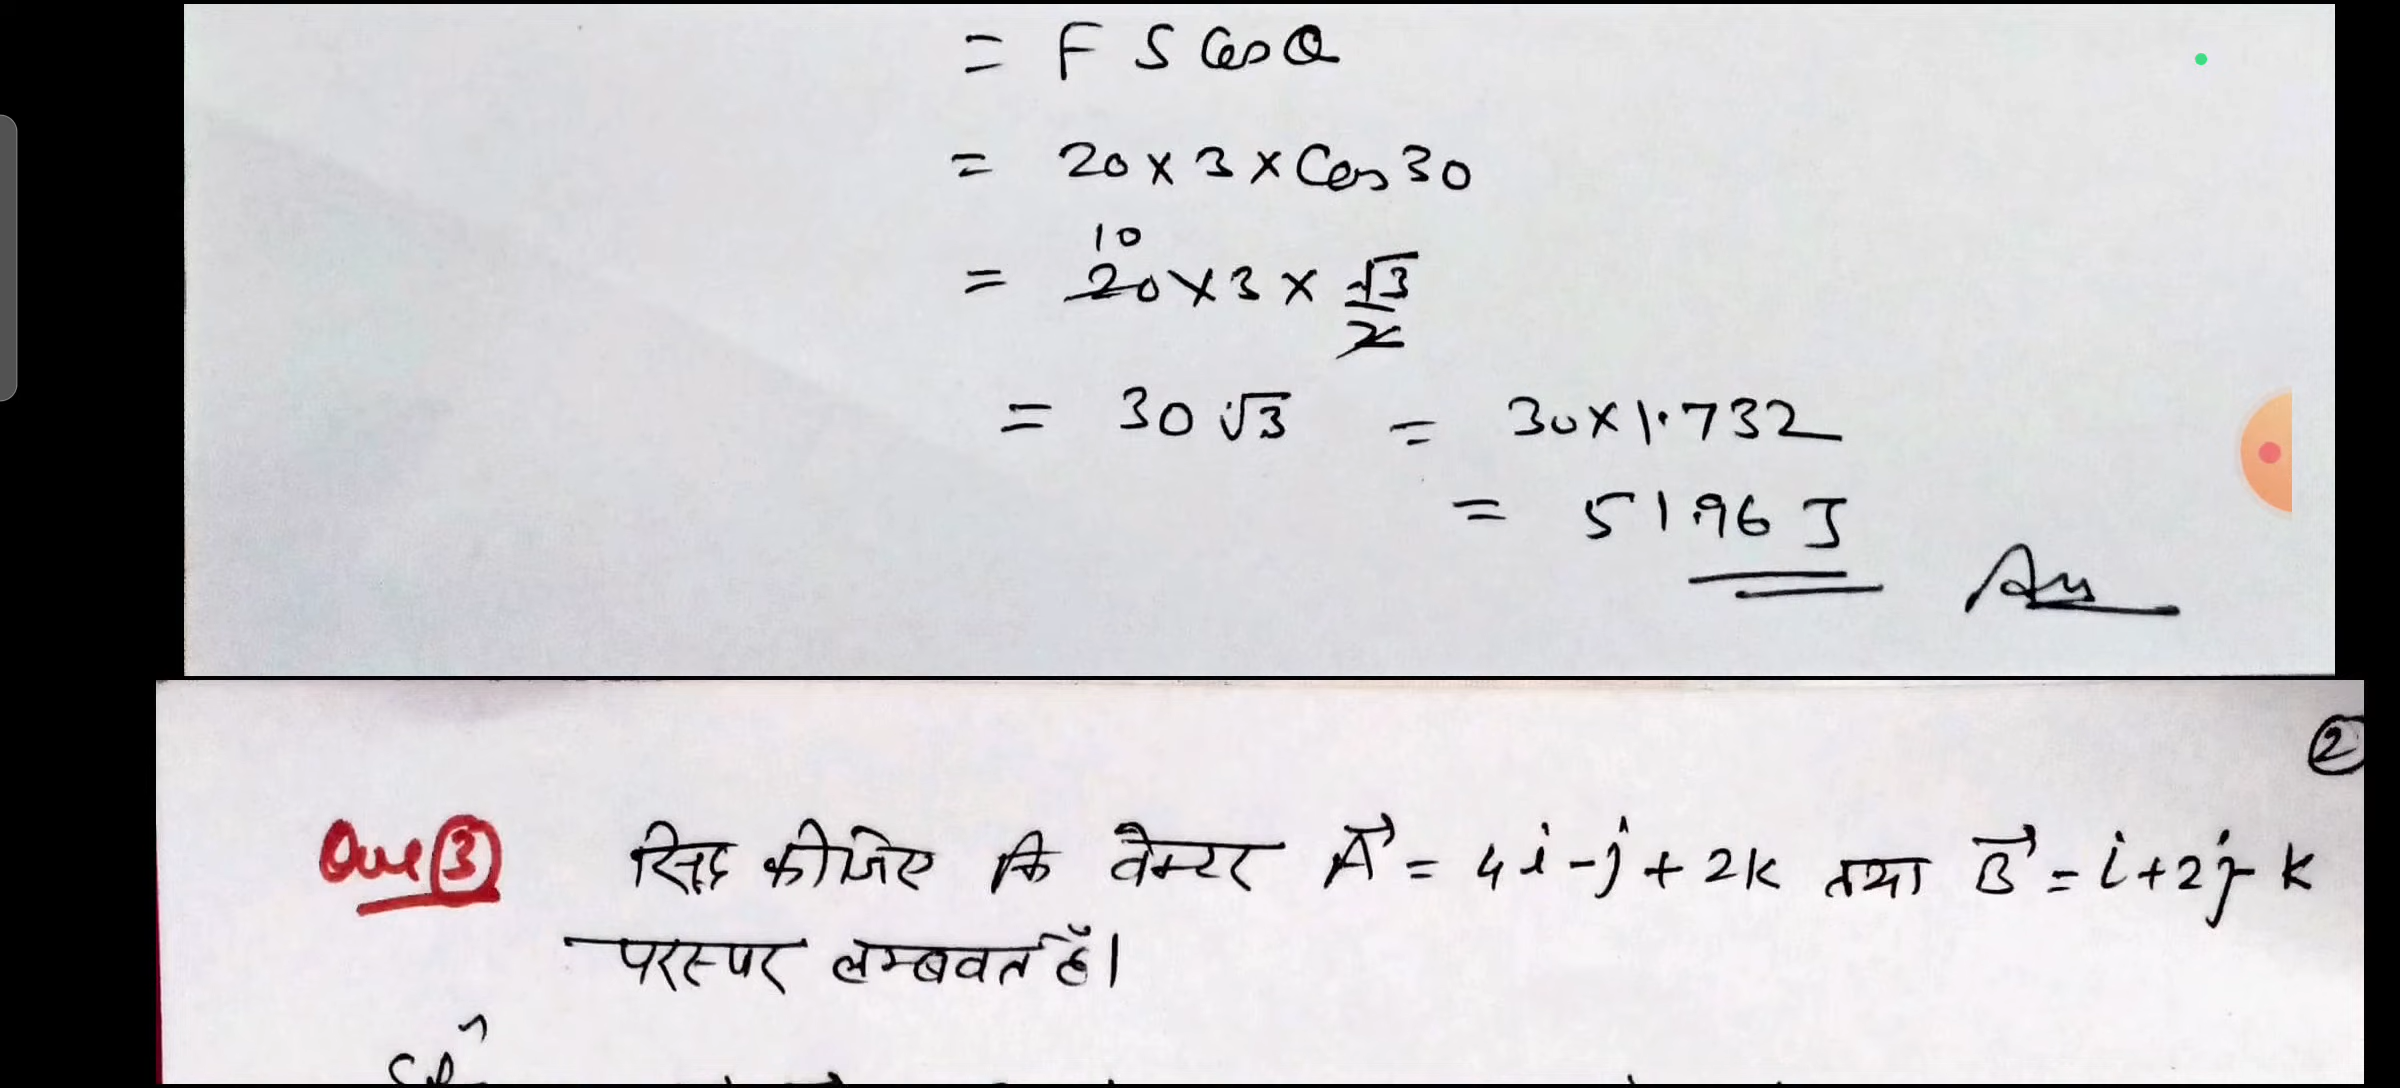 = F S Cos θ
= 20 × 3 × Cos 30
10
= 20 × 3 × √3/2
= 30 √3 = 30 × 1.732
= 51.96 J
Ans
2
Que 3 सिद्ध कीजिए कि वेक्टर A⃗ = 4i - j + 2k तथा B⃗ = i + 2j - k
परस्पर लम्बवत हैं।